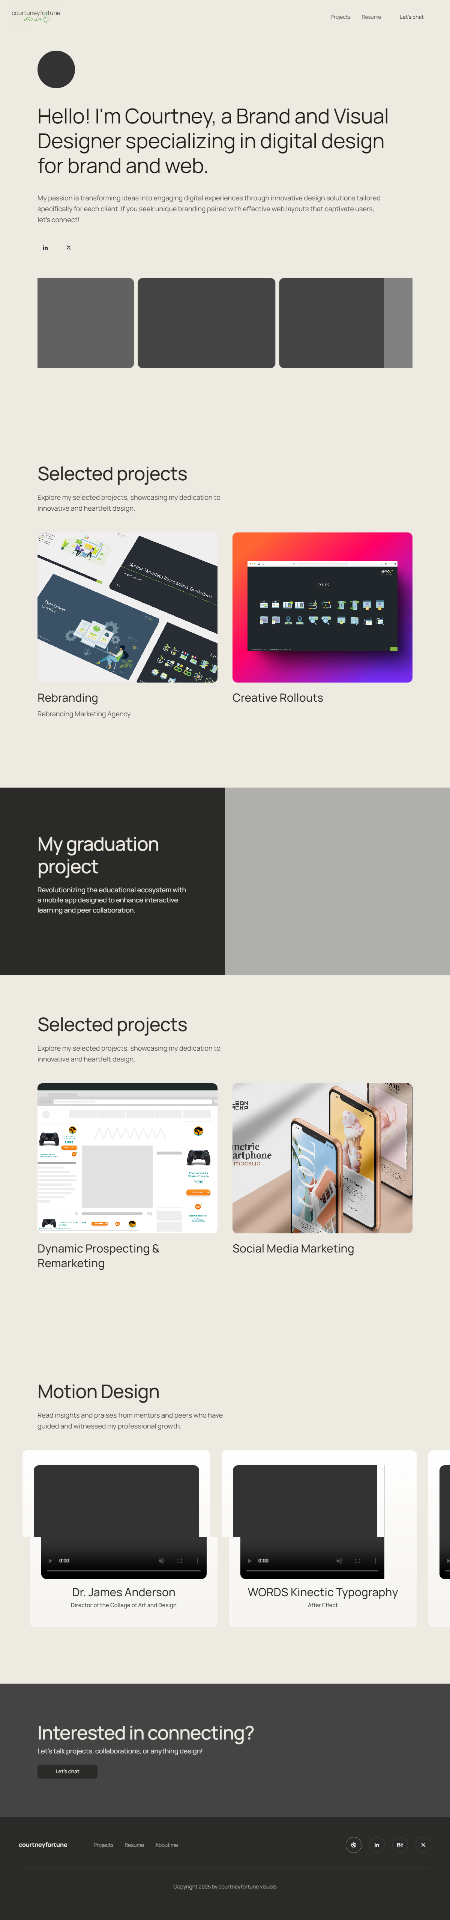 courtneyfortune
visuals
Projects
Resume
Let's chat
Hello! I'm Courtney, a Brand and Visual
Designer specializing in digital design
for brand and web.
My passion is transforming ideas into engaging digital experiences through innovative design solutions tailored
specifically for each client. If you seek unique branding paired with effective web layouts that captivate users,
let's connect!
Selected projects
Explore my selected projects, showcasing my dedication to
innovative and heartfelt design.
Rebranding
Rebranding Marketing Agency
Creative Rollouts
My graduation
project
Revolutionizing the educational ecosystem with
a mobile app designed to enhance interactive
learning and peer collaboration.
Selected projects
Explore my selected projects, showcasing my dedication to
innovative and heartfelt design.
Dynamic Prospecting &
Remarketing
Social Media Marketing
Motion Design
Read insights and praises from mentors and peers who have
guided and witnessed my professional growth.
0:00
0:00
Dr. James Anderson
Director of the College of Art and Design
WORDS Kinectic Typography
After Effect
Interested in connecting?
Let's talk projects, collaborations, or anything design!
Let's chat
courtneyfortune
Projects
Resume
About me
Copyright 2025 by courtneyfortune visuals